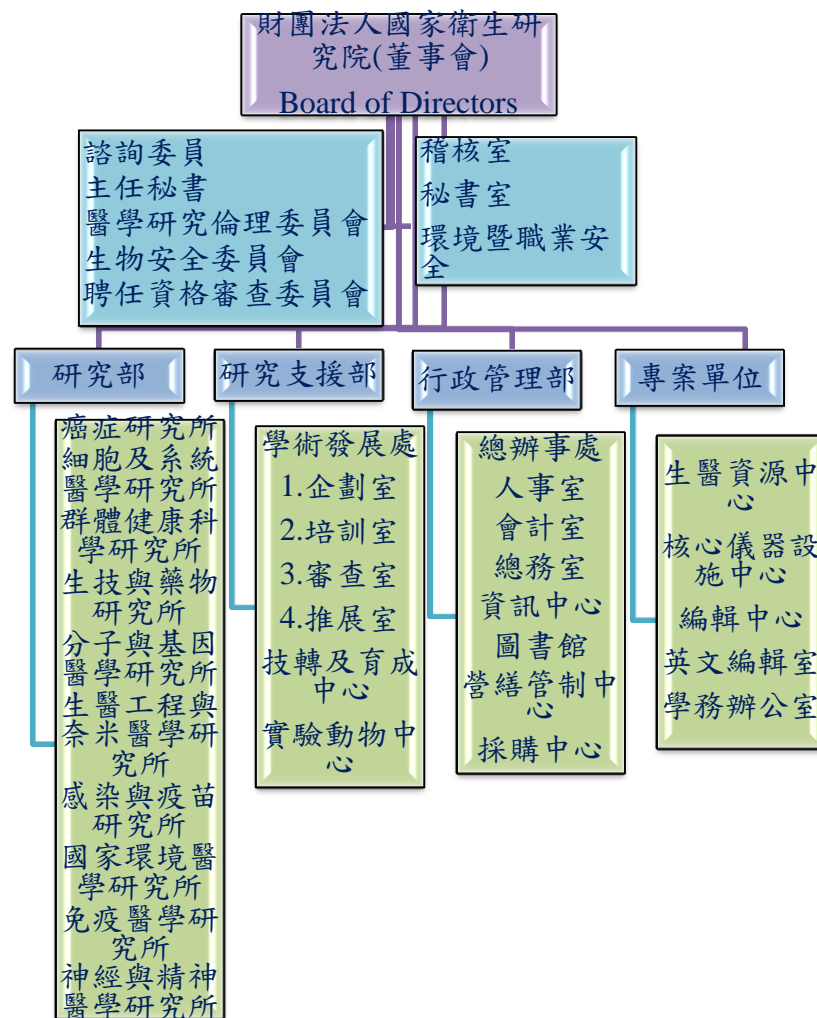 財團法人國家衛生研
究院(董事會)
Board of Directors
諮詢委員
主任秘書
醫學研究倫理委員會
生物安全委員會
聘任資格審查委員會
稽核室
秘書室
環境暨職業安
全
研究部
癌症研究所
細胞及系統
醫學研究所
群體健康科
學研究所
生技與藥物
研究所
分子與基因
醫學研究所
生醫工程與
奈米醫學研
究所
感染與疫苗
研究所
國家環境醫
學研究所
免疫醫學研
究所
神經與精神
醫學研究所
研究支援部
學術發展處
1.企劃室
2.培訓室
3.審查室
4.推展室
技轉及育成
中心
實驗動物中
心
行政管理部
總辦事處
人事室
會計室
總務室
資訊中心
圖書館
營繕管制中
心
採購中心
專案單位
生醫資源中
心
核心儀器設
施中心
編輯中心
英文編輯室
學務辦公室